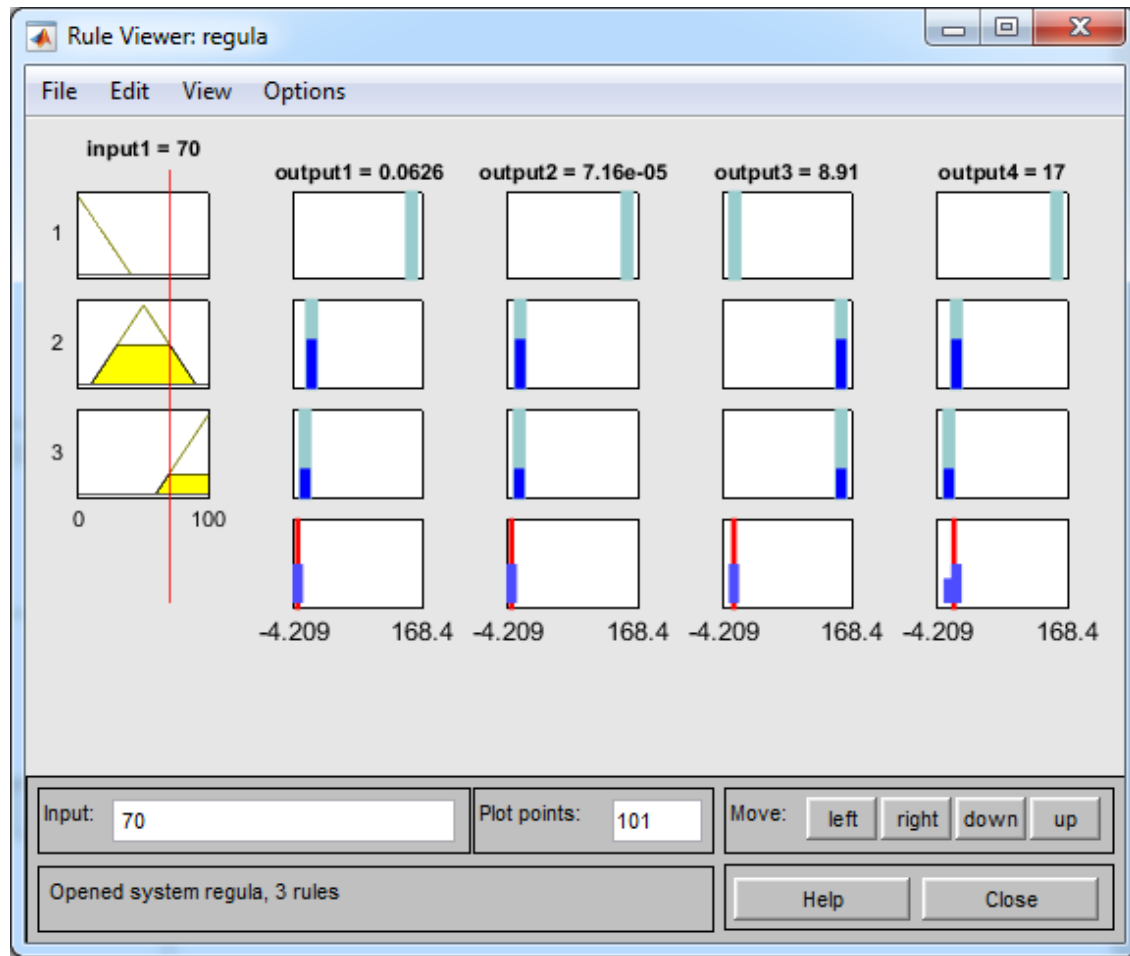 Rule Viewer: regula
File Edit View Options
input1 = 70
output1 = 0.0626 output2 = 7.16e-05 output3 = 8.91 output4 = 17
1
2
3
0 100
-4.209 168.4 -4.209 168.4 -4.209 168.4 -4.209 168.4
Input: 70 Plot points: 101 Move: left right down up
Opened system regula, 3 rules Help Close